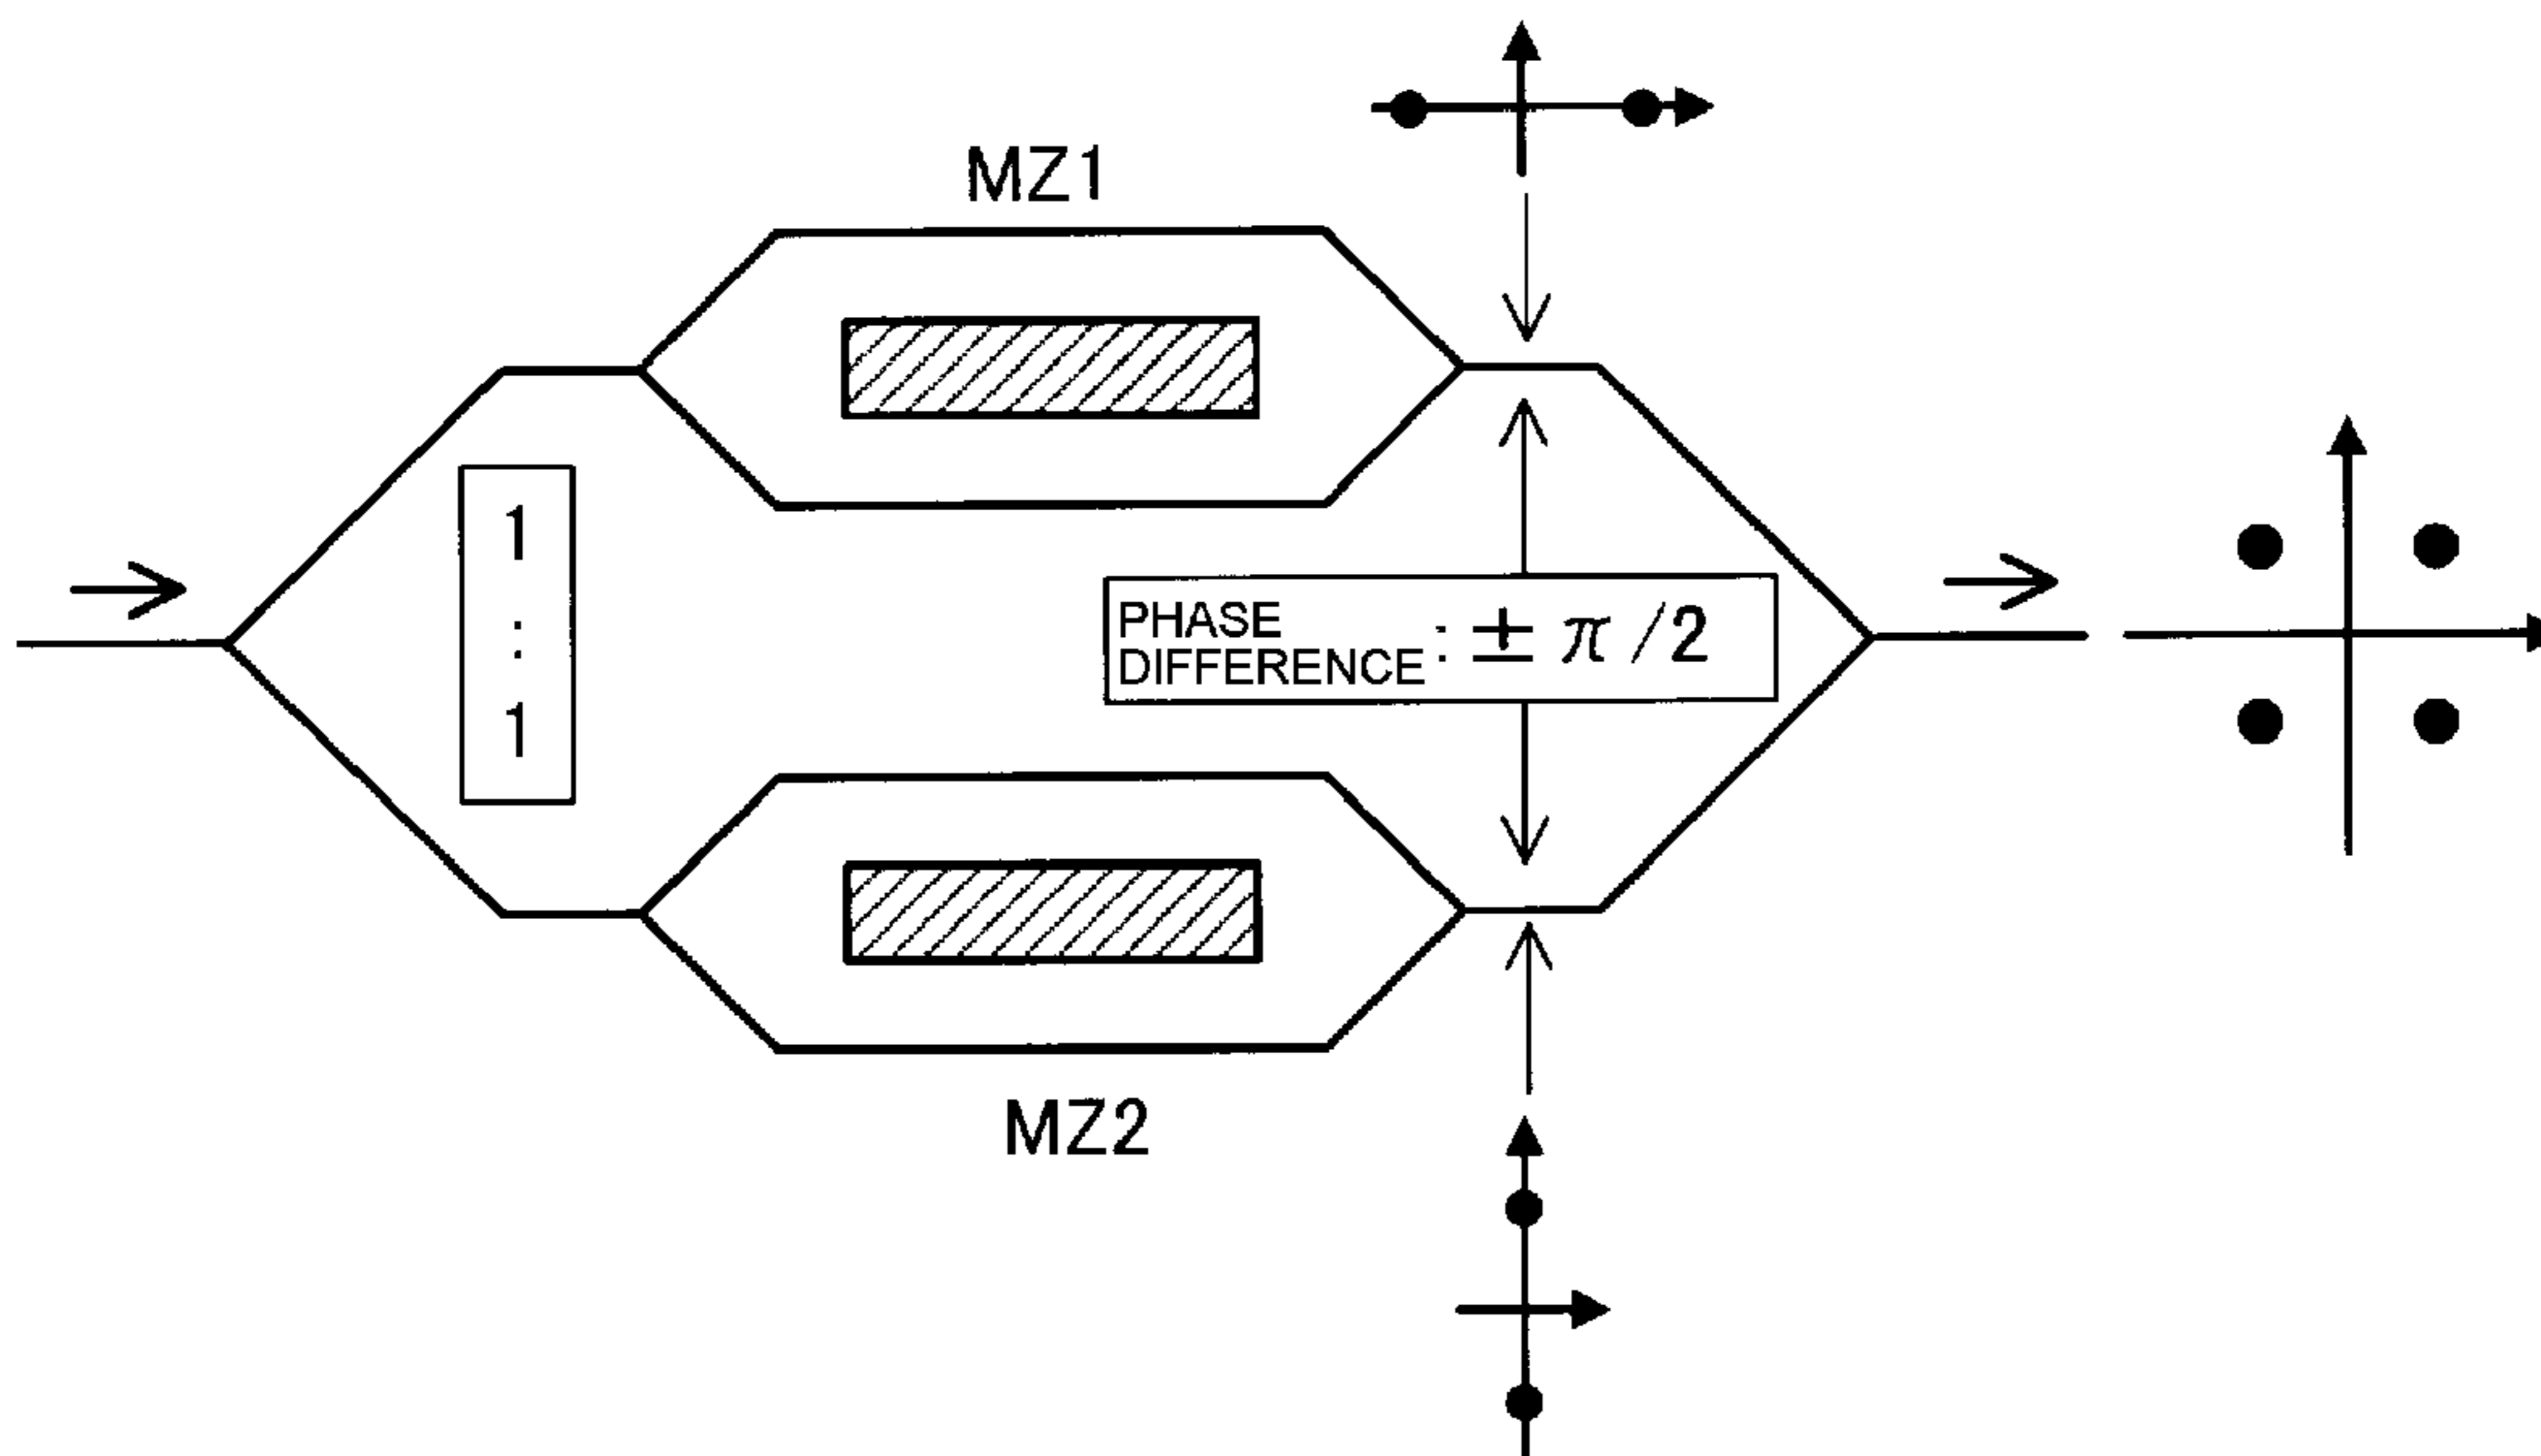 MZ1
1
:
1
PHASE
DIFFERENCE : ± π/2
MZ2